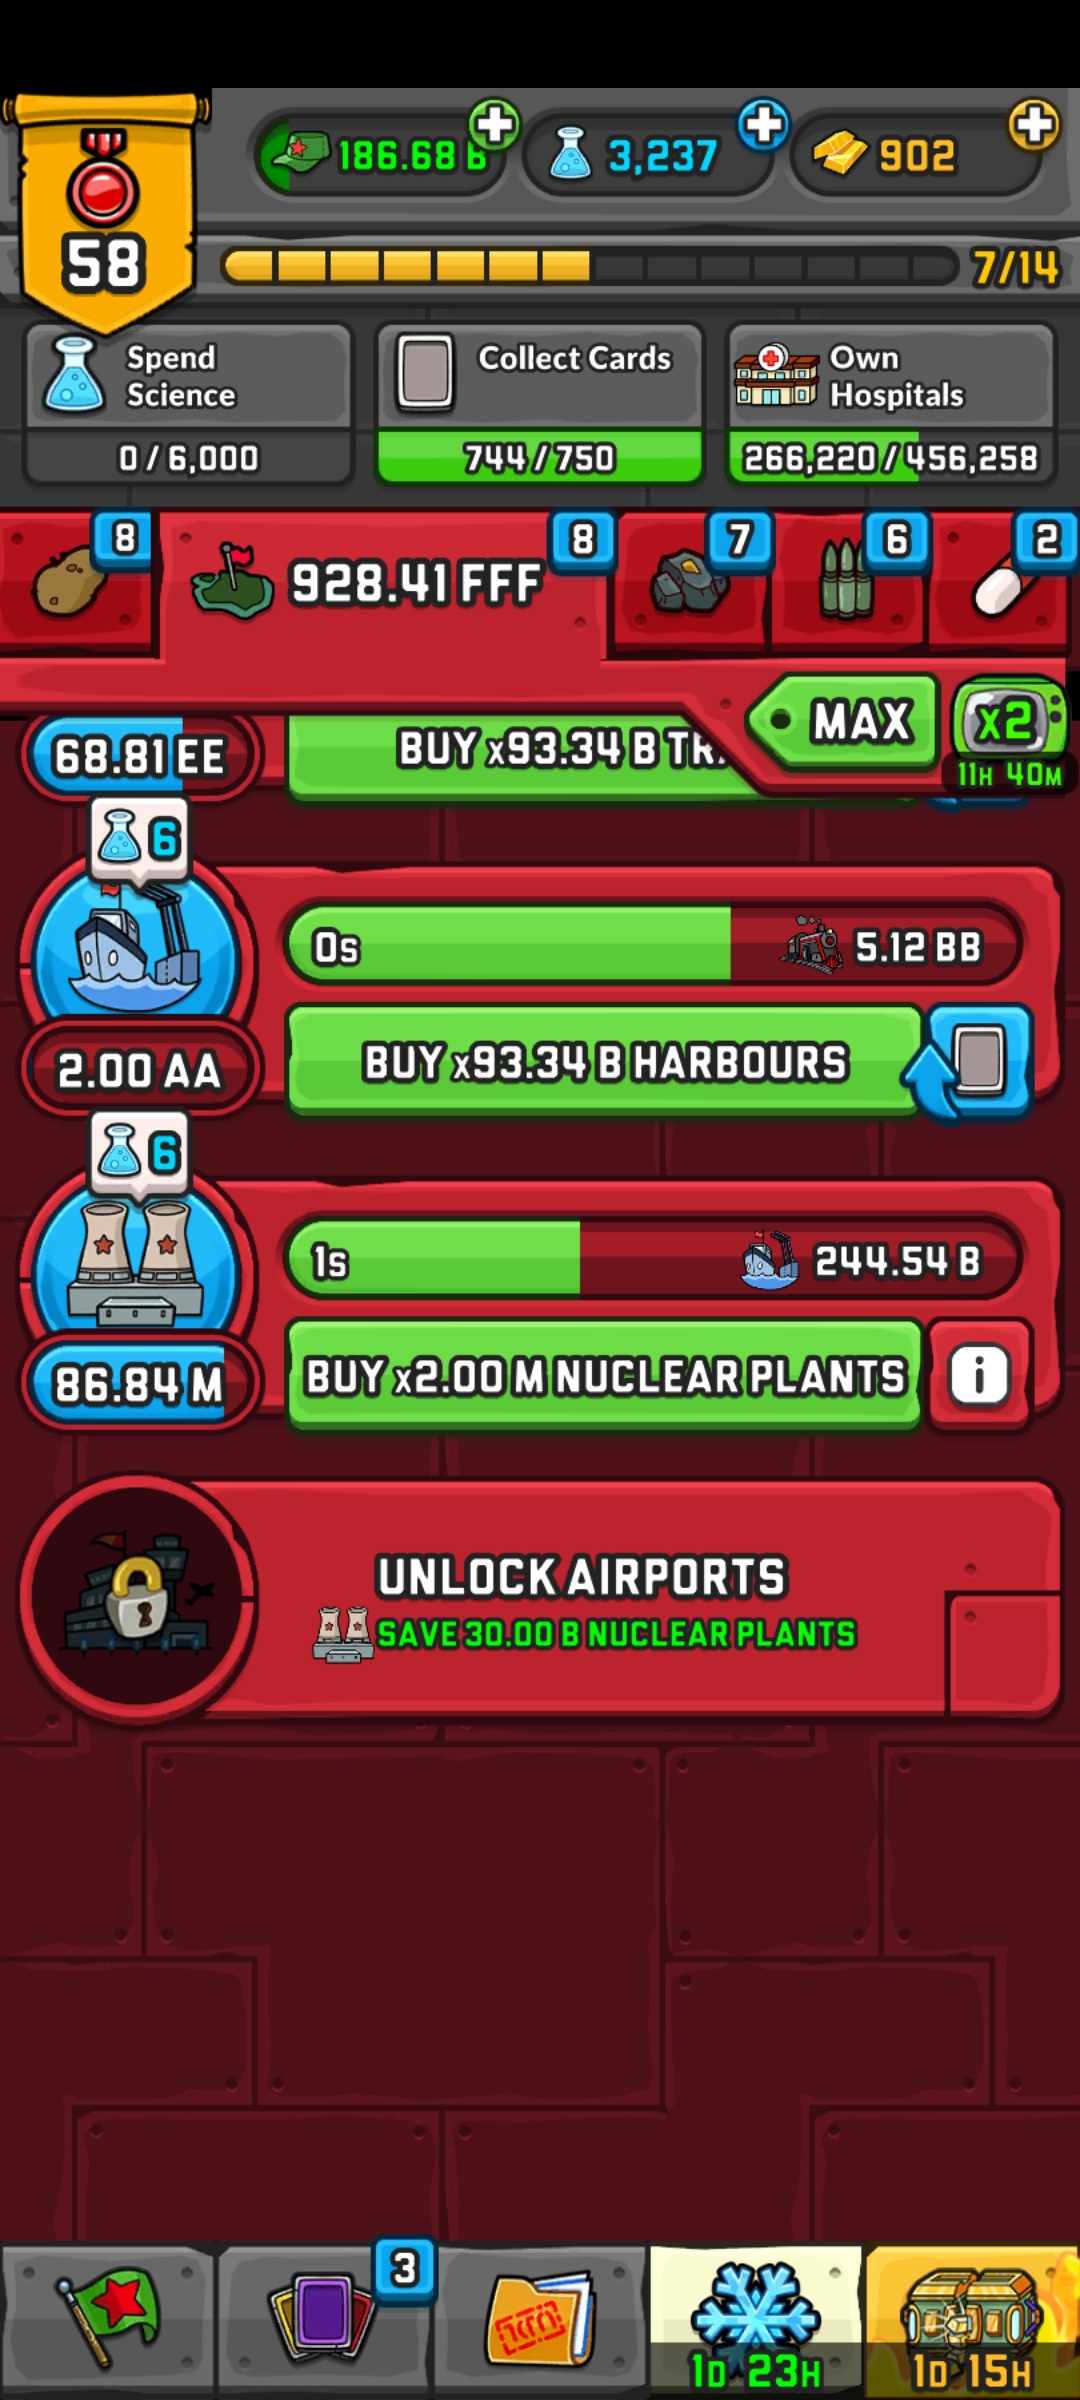 58
186.68 B
3,237
902
7/14
Spend
Science
0 / 6,000
Collect Cards
744 / 750
Own
Hospitals
266,220 / 456,258
8
928.41 FFF
8
7
6
2
MAX
x2
11H 40M
68.81 EE
BUY x93.34 B TR
6
0s
5.12 BB
2.00 AA
BUY x93.34 B HARBOURS
6
1s
244.54 B
86.84 M
BUY x2.00 M NUCLEAR PLANTS
i
UNLOCK AIRPORTS
SAVE 30.00 B NUCLEAR PLANTS
3
1D 23H
1D 15H